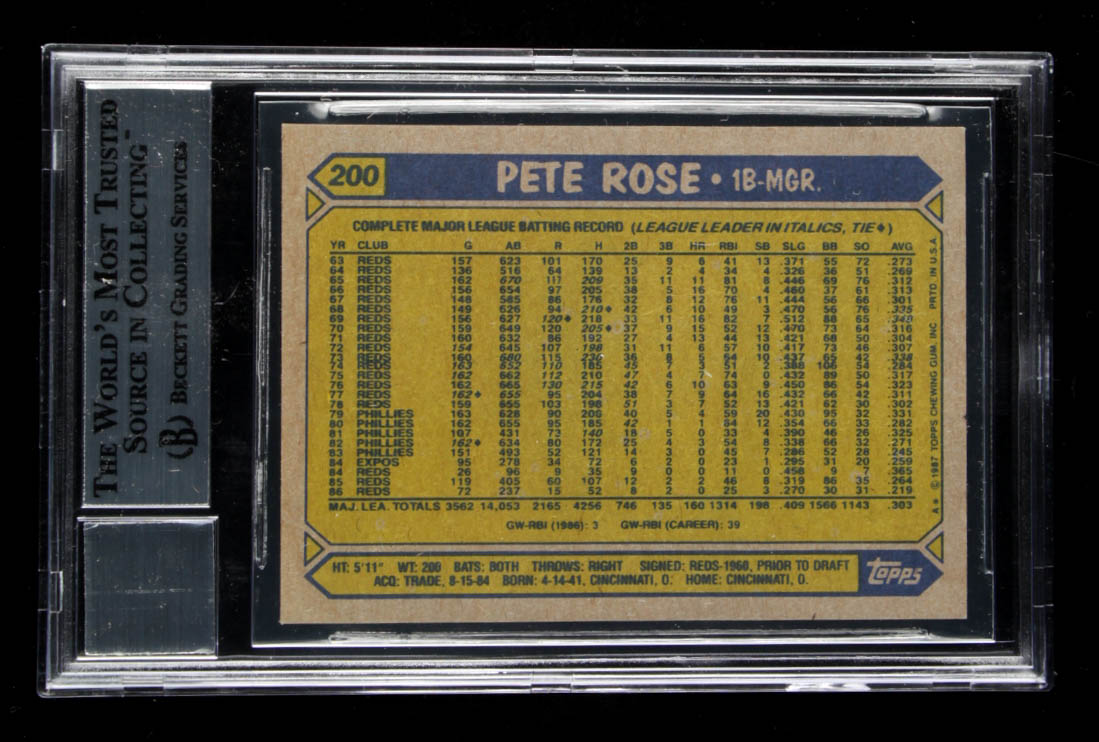 THE WORLD'S MOST TRUSTED
SOURCE IN COLLECTING™
(B) BECKETT GRADING SERVICES
200
PETE ROSE • 1B-MGR.
COMPLETE MAJOR LEAGUE BATTING RECORD (LEAGUE LEADER IN ITALICS, TIE♦)
YR CLUB G AB R H 2B 3B HR RBI SB SLG BB SO AVG
63 REDS 157 623 101 170 25 9 6 41 13 .371 55 72 .273
64 REDS 136 516 64 139 13 2 4 34 4 .326 36 51 .269
65 REDS 162 670 117 209 35 11 11 81 8 .446 69 76 .312
66 REDS 156 654 97 205 38 5 16 70 4 .460 37 61 .313
67 REDS 148 585 86 176 32 8 12 76 11 .444 56 66 .301
68 REDS 149 626 94 210♦ 42 6 10 49 3 .470 56 76 .335
69 REDS 156 627 120♦ 218 33 11 16 82 7 .512 88 65 .348
70 REDS 159 649 120 205♦ 37 9 15 52 12 .470 73 64 .316
71 REDS 160 632 86 192 27 4 13 44 13 .421 68 50 .304
72 REDS 154 645 107 198 31 11 6 57 10 .417 73 46 .307
73 REDS 160 680 115 230 36 8 5 64 10 .437 65 42 .338
74 REDS 163 652 110 185 45 7 3 51 2 .388 106 54 .284
75 REDS 162 662 112 210 47 4 7 74 0 .432 89 50 .317
76 REDS 162 665 130 215 42 6 10 63 9 .450 86 54 .323
77 REDS 162♦ 655 95 204 38 7 9 64 16 .432 66 42 .311
78 REDS 159 655 103 198 51 3 7 52 13 .421 62 30 .302
79 PHILLIES 163 628 90 208 40 5 4 59 20 .430 95 32 .331
80 PHILLIES 162 655 95 185 42 1 1 64 12 .354 66 33 .282
81 PHILLIES 107 431 73 140 18 5 0 33 4 .390 46 26 .325
82 PHILLIES 162♦ 634 80 172 25 4 3 54 8 .338 66 32 .271
83 PHILLIES 151 493 52 121 14 3 0 45 7 .286 52 28 .245
84 EXPOS 95 278 34 72 6 2 0 23 1 .295 31 20 .259
84 REDS 26 96 9 35 9 0 0 11 0 .458 9 7 .365
85 REDS 119 405 60 107 12 2 2 46 8 .319 86 35 .264
86 REDS 72 237 15 52 8 2 0 25 3 .270 30 31 .219
MAJ. LEA. TOTALS 3562 14,053 2165 4256 746 135 160 1314 198 .409 1566 1143 .303
GW-RBI (1986): 3 GW-RBI (CAREER): 39
A* © 1987 TOPPS CHEWING GUM, INC. PRTD. IN U.S.A.
HT: 5'11" WT: 200 BATS: BOTH THROWS: RIGHT SIGNED: REDS-1960, PRIOR TO DRAFT
ACQ: TRADE, 8-15-84 BORN: 4-14-41, CINCINNATI, O. HOME: CINCINNATI, O.
topps